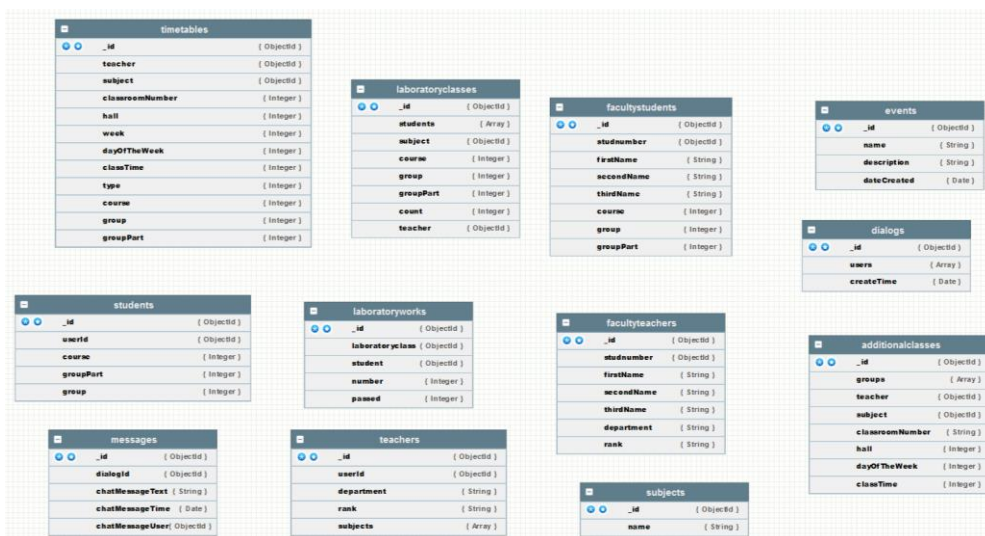 timetables
_id { ObjectId }
teacher { ObjectId }
subject { ObjectId }
classroomNumber { Integer }
hall { Integer }
week { Integer }
dayOfTheWeek { Integer }
classTime { Integer }
type { Integer }
course { Integer }
group { Integer }
groupPart { Integer }
laboratoryclasses
_id { ObjectId }
students { Array }
subject { ObjectId }
course { Integer }
group { Integer }
groupPart { Integer }
count { Integer }
teacher { ObjectId }
facultystudents
_id { ObjectId }
studnumber { ObjectId }
firstName { String }
secondName { String }
thirdName { String }
course { Integer }
group { Integer }
groupPart { Integer }
events
_id { ObjectId }
name { String }
description { String }
dateCreated { Date }
dialogs
_id { ObjectId }
users { Array }
createTime { Date }
students
_id { ObjectId }
userId { ObjectId }
course { Integer }
groupPart { Integer }
group { Integer }
laboratoryworks
_id { ObjectId }
laboratoryclass { ObjectId }
student { ObjectId }
number { Integer }
passed { Integer }
facultyteachers
_id { ObjectId }
studnumber { ObjectId }
firstName { String }
secondName { String }
thirdName { String }
department { String }
rank { String }
additionalclasses
_id { ObjectId }
groups { Array }
teacher { ObjectId }
subject { ObjectId }
classroomNumber { String }
hall { Integer }
dayOfTheWeek { Integer }
classTime { Integer }
messages
_id { ObjectId }
dialogId { ObjectId }
chatMessageText { String }
chatMessageTime { Date }
chatMessageUser{ ObjectId }
teachers
_id { ObjectId }
userId { ObjectId }
department { String }
rank { String }
subjects { Array }
subjects
_id { ObjectId }
name { String }